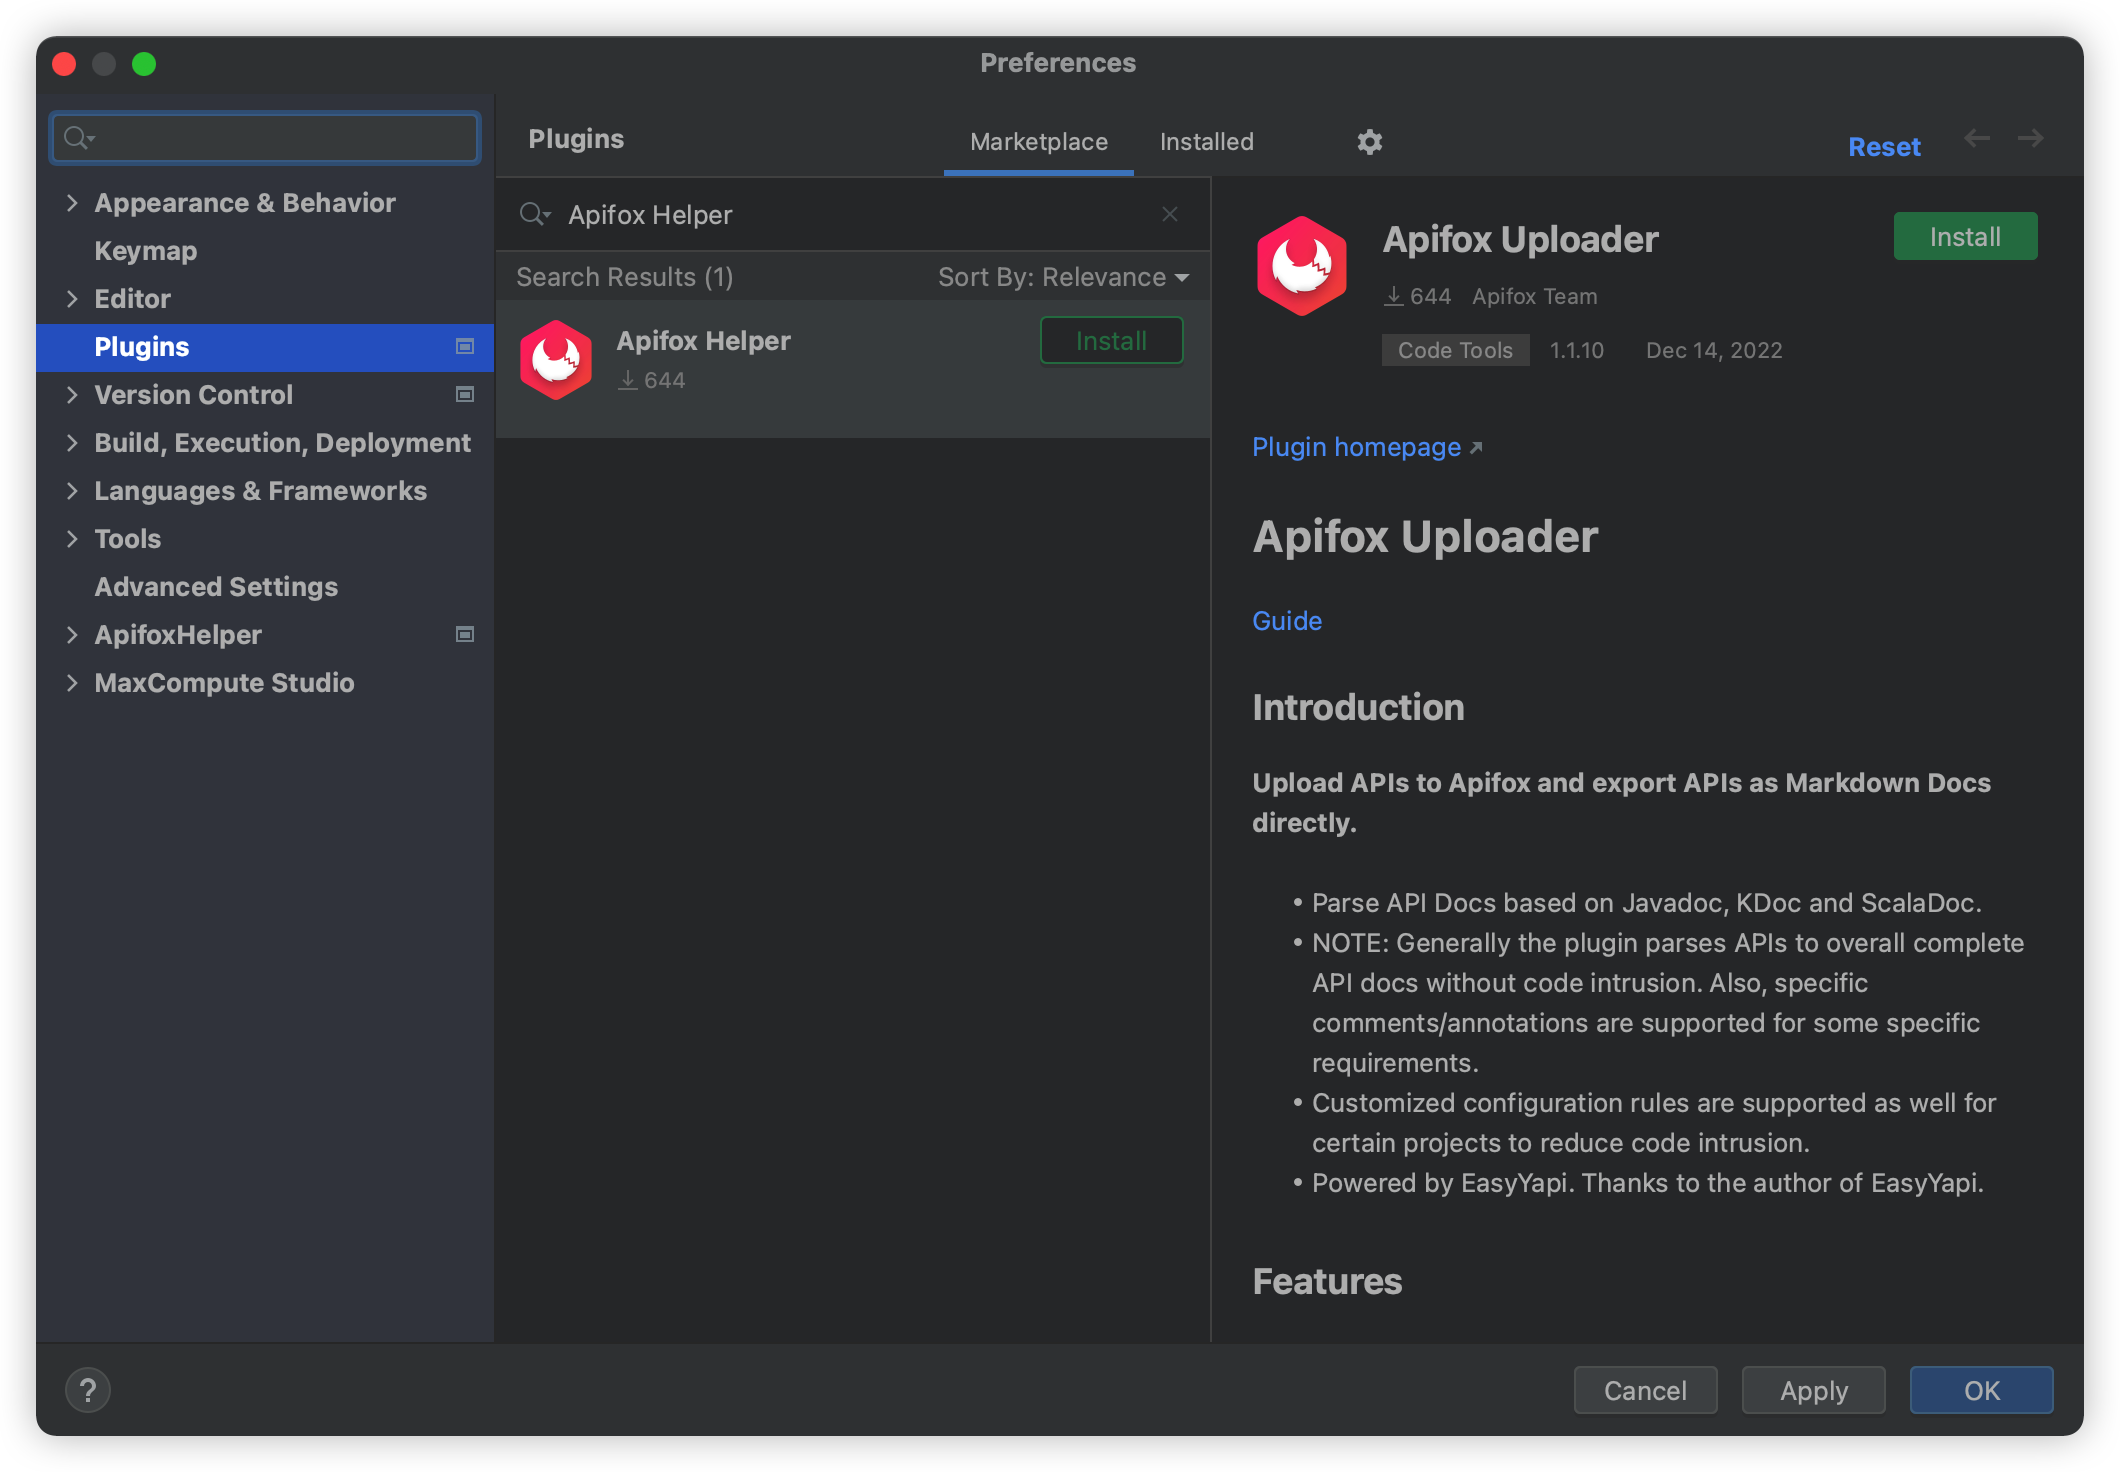 Preferences
Appearance & Behavior
Keymap
Editor
Plugins
Version Control
Build, Execution, Deployment
Languages & Frameworks
Tools
Advanced Settings
ApifoxHelper
MaxCompute Studio
Plugins
Marketplace
Installed
Reset
Apifox Helper
Search Results (1)
Sort By: Relevance
Apifox Helper
Install
644
Apifox Uploader
Install
644 Apifox Team
Code Tools 1.1.10 Dec 14, 2022
Plugin homepage
Apifox Uploader
Guide
Introduction
Upload APIs to Apifox and export APIs as Markdown Docs
directly.
• Parse API Docs based on Javadoc, KDoc and ScalaDoc.
• NOTE: Generally the plugin parses APIs to overall complete
API docs without code intrusion. Also, specific
comments/annotations are supported for some specific
requirements.
• Customized configuration rules are supported as well for
certain projects to reduce code intrusion.
• Powered by EasyYapi. Thanks to the author of EasyYapi.
Features
?
Cancel
Apply
OK